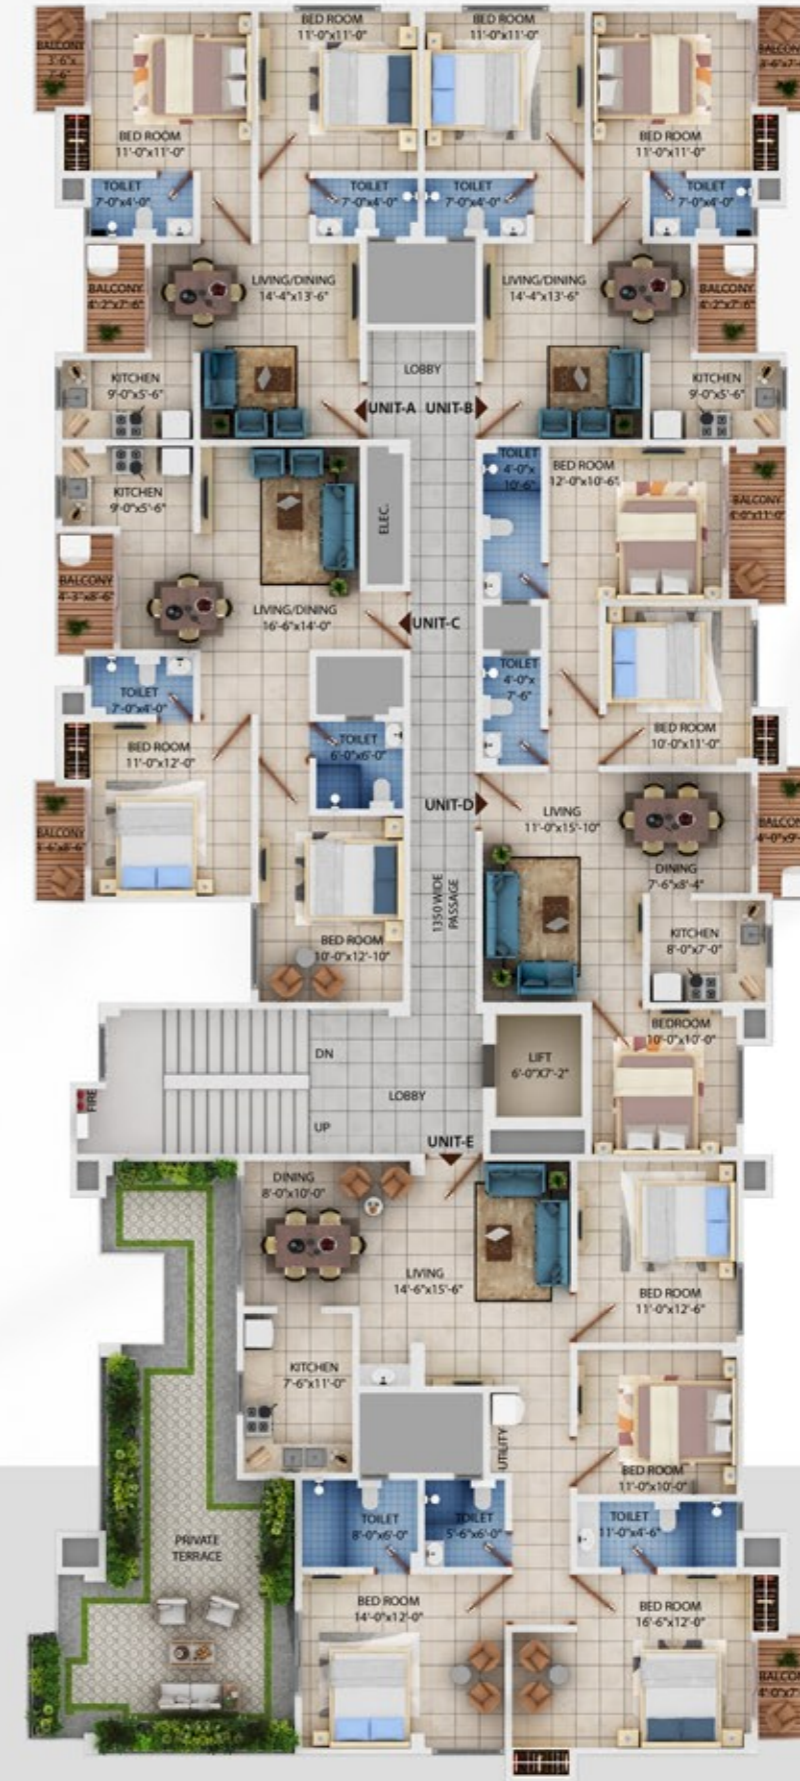 BED ROOM
11'-0"x11'-0"
BED ROOM
11'-0"x11'-0"
BALCONY
3'-6"x
7'-6"
BALCONY
BED ROOM
11'-0"x11'-0"
BED ROOM
11'-0"x11'-0"
TOILET
7'-0"x4'-0"
TOILET
7'-0"x4'-0"
TOILET
7'-0"x4'-0"
TOILET
7'-0"x4'-0"
BALCONY
4'-2"x7'-6"
LIVING/DINING
14'-4"x13'-6"
LIVING/DINING
14'-4"x13'-6"
BALCONY
4'-2"x7'-6"
LOBBY
KITCHEN
9'-0"x5'-6"
KITCHEN
9'-0"x5'-6"
UNIT-A
UNIT-B
KITCHEN
9'-0"x5'-6"
ELEC.
TOILET
4'-0"x
10'-6"
BED ROOM
12'-0"x10'-6"
BALCONY
4'-0"x11'-0"
BALCONY
4'-3"x8'-6"
LIVING/DINING
16'-6"x14'-0"
UNIT-C
TOILET
4'-0"x
7'-6"
TOILET
7'-0"x4'-0"
BED ROOM
11'-0"x12'-0"
TOILET
6'-0"x6'-0"
BED ROOM
10'-0"x11'-0"
BALCONY
UNIT-D
LIVING
11'-0"x15'-10"
BALCONY
DINING
7'-6"x8'-4"
1350 WIDE
PASSAGE
KITCHEN
8'-0"x7'-0"
BED ROOM
10'-0"x12'-10"
BEDROOM
10'-0"x10'-0"
DN
LIFT
6'-0"X7'-2"
LOBBY
FIRE
UP
UNIT-E
DINING
8'-0"x10'-0"
LIVING
14'-6"x15'-6"
BED ROOM
11'-0"x12'-6"
KITCHEN
7'-6"x11'-0"
UTILITY
BED ROOM
11'-0"x10'-0"
PRIVATE
TERRACE
TOILET
8'-0"x6'-0"
TOILET
5'-6"x6'-0"
TOILET
11'-0"x4'-6"
BED ROOM
14'-0"x12'-0"
BED ROOM
16'-6"x12'-0"